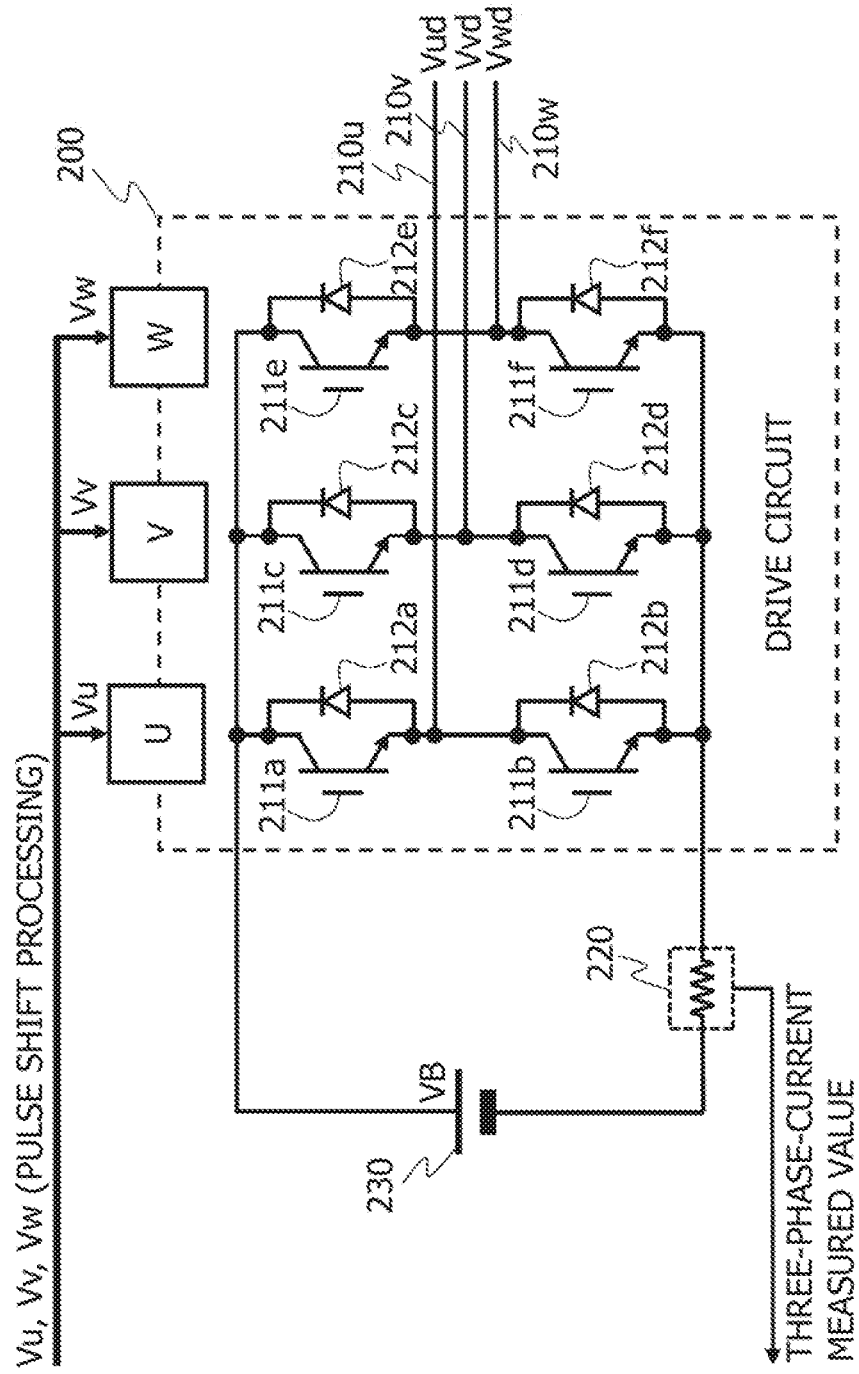 Vu, Vv, Vw (PULSE SHIFT PROCESSING)
Vu
Vv
Vw
200
U
V
W
211a
212a
211c
212c
211e
212e
210u
Vud
210v
Vvd
Vwd
210w
211b
212b
211d
212d
211f
212f
DRIVE CIRCUIT
230
VB
220
THREE-PHASE-CURRENT
MEASURED VALUE